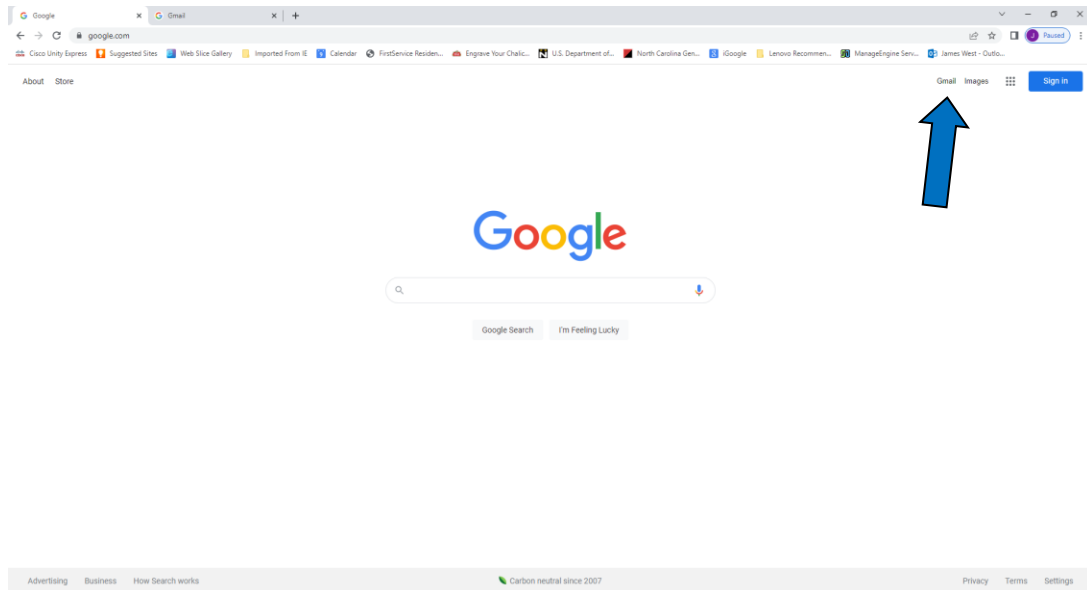 Google Gmail
google.com Paused
Cisco Unity Express Suggested Sites Web Slice Gallery Imported From IE Calendar FirstService Residen... Engrave Your Chalic... U.S. Department of... North Carolina Gen... iGoogle Lenovo Recommen... ManageEngine Serv... James West - Outlo...
About Store Gmail Images Sign in
Google
Google Search I'm Feeling Lucky
Advertising Business How Search works Carbon neutral since 2007 Privacy Terms Settings